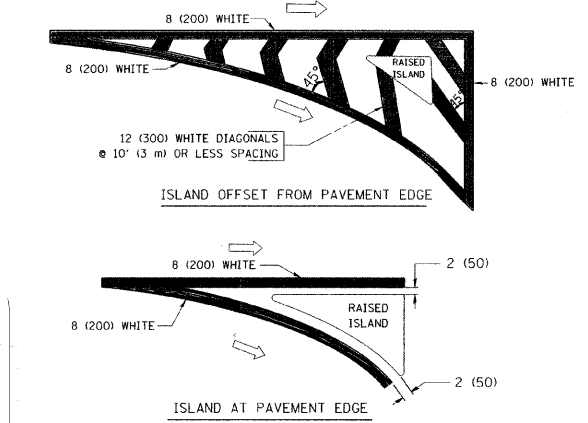 8 (200) WHITE
RAISED
ISLAND
8 (200) WHITE
45°
8 (200) WHITE
45°
12 (300) WHITE DIAGONALS
@ 10' (3 m) OR LESS SPACING
ISLAND OFFSET FROM PAVEMENT EDGE
8 (200) WHITE
2 (50)
RAISED
ISLAND
8 (200) WHITE
2 (50)
ISLAND AT PAVEMENT EDGE